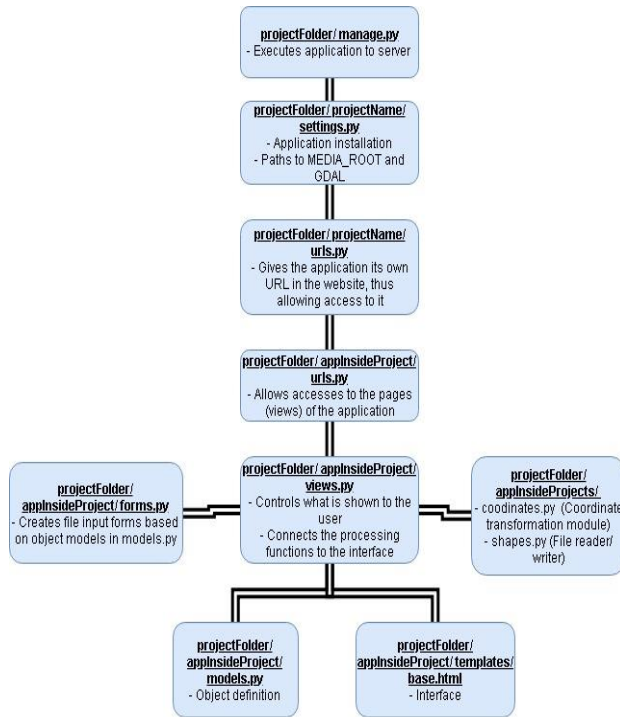 projectFolder/ manage.py
- Executes application to server
projectFolder/ projectName/
settings.py
- Application installation
- Paths to MEDIA_ROOT and
GDAL
projectFolder/ projectName/
urls.py
- Gives the application its own
URL in the website, thus
allowing access to it
projectFolder/ appInsideProject/
urls.py
- Allows accesses to the pages
(views) of the application
projectFolder/
appInsideProject/ forms.py
- Creates file input forms based
on object models in models.py
projectFolder/ appInsideProject/
views.py
- Controls what is shown to the
user
- Connects the processing
functions to the interface
projectFolder/
appInsideProjects/
- coodinates.py (Coordinate
transformation module)
- shapes.py (File reader/
writer)
projectFolder/
appInsideProject/
models.py
- Object definition
projectFolder/
appInsideProject/ templates/
base.html
- Interface